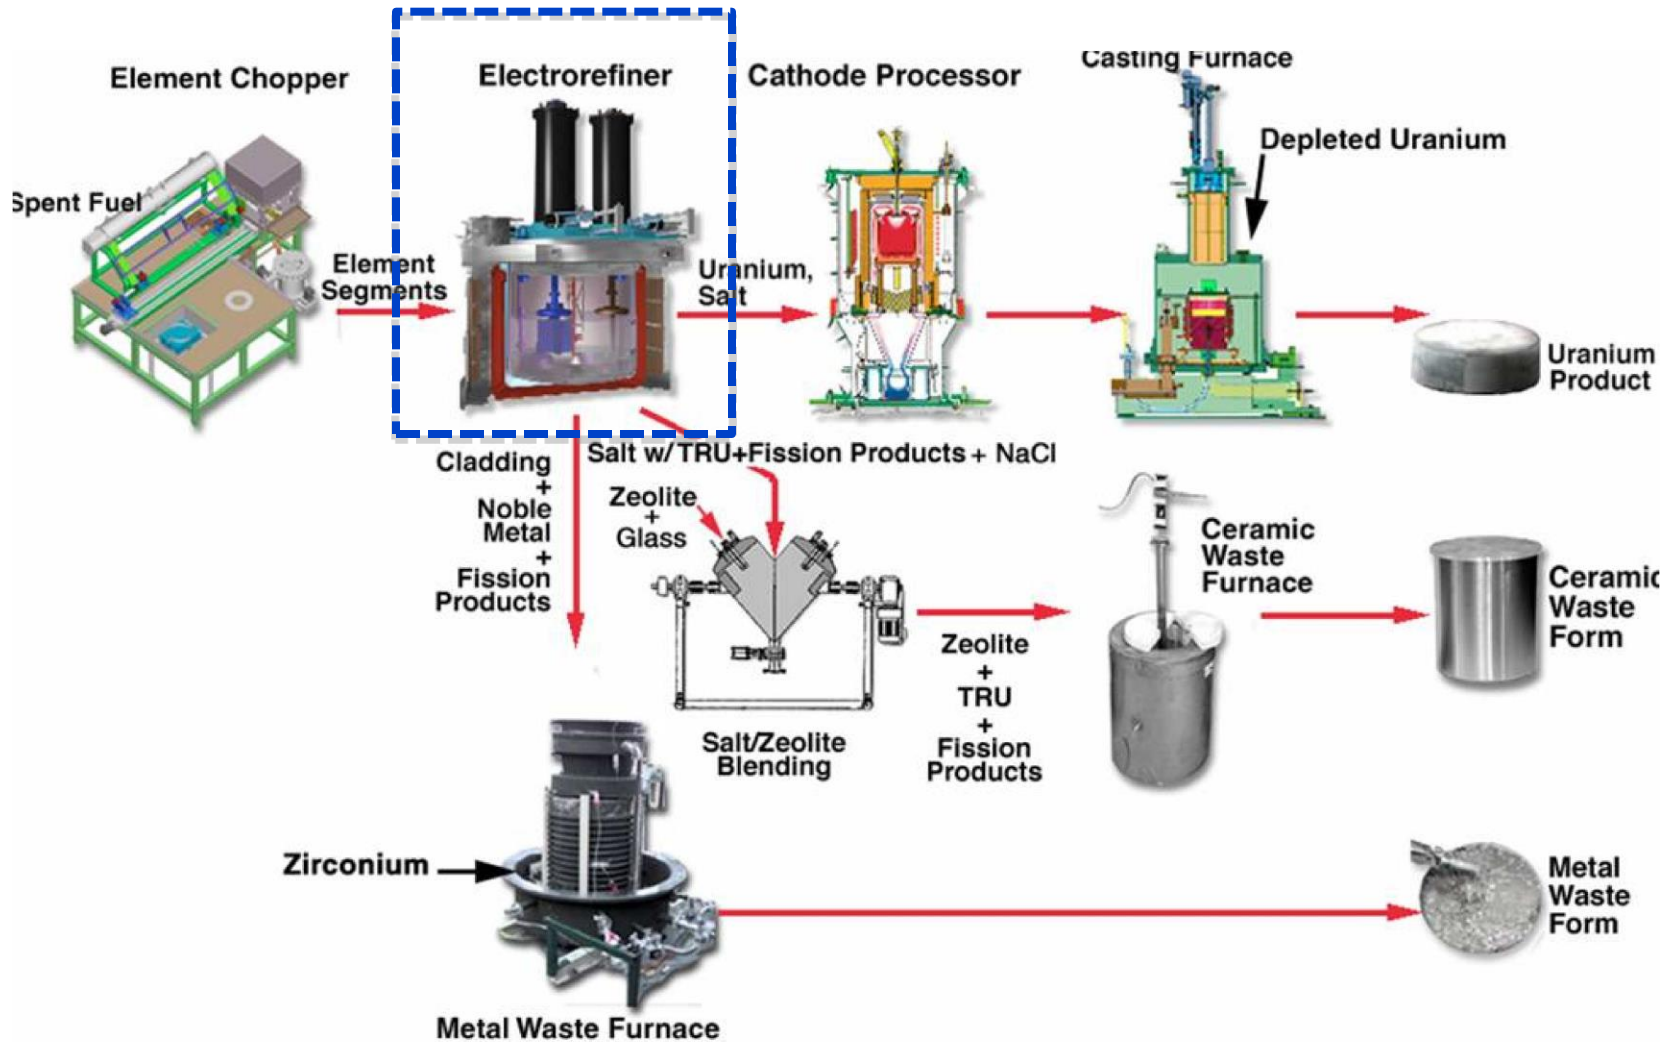 Element Chopper
Electrorefiner
Cathode Processor
Casting Furnace
Depleted Uranium
Spent Fuel
Element
Segments
Uranium,
Salt
Uranium
Product
Cladding
+
Noble
Metal
+
Fission
Products
Salt w/TRU+Fission Products + NaCl
Zeolite
+
Glass
Salt/Zeolite
Blending
Zeolite
+
TRU
+
Fission
Products
Ceramic
Waste
Furnace
Ceramic
Waste
Form
Zirconium
Metal Waste Furnace
Metal
Waste
Form